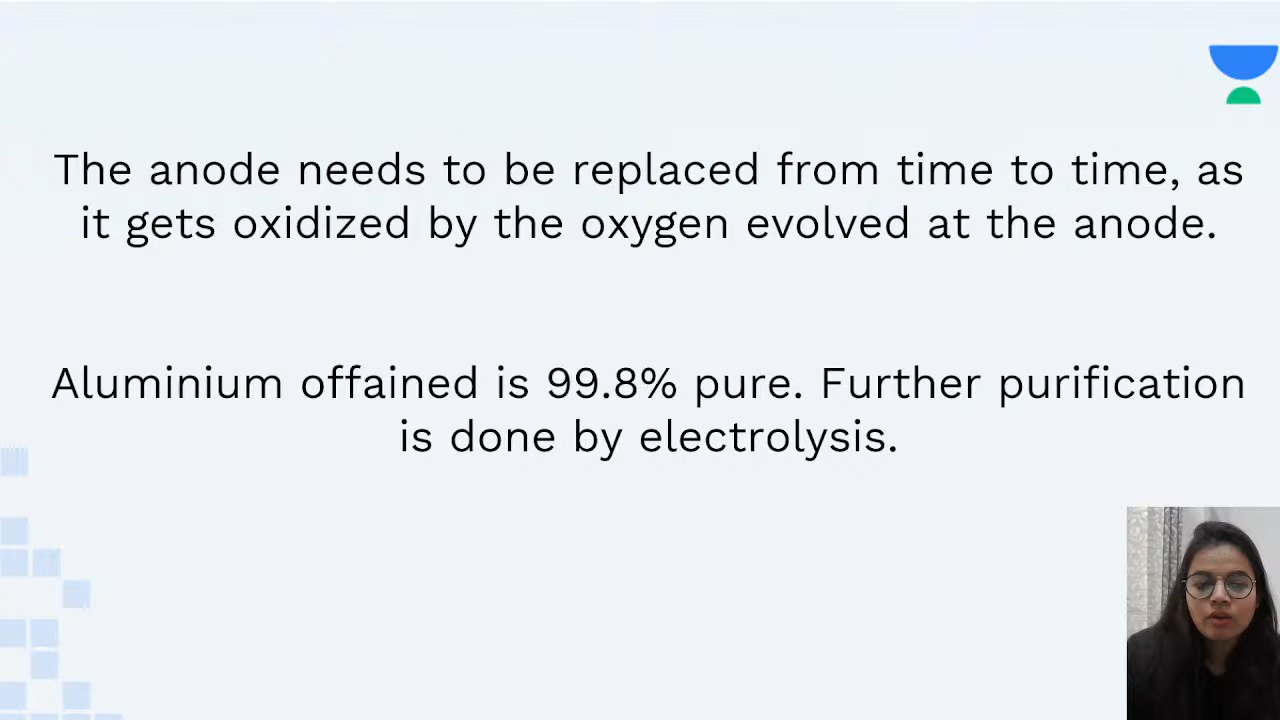 The anode needs to be replaced from time to time, as
it gets oxidized by the oxygen evolved at the anode.
Aluminium offained is 99.8% pure. Further purification
is done by electrolysis.